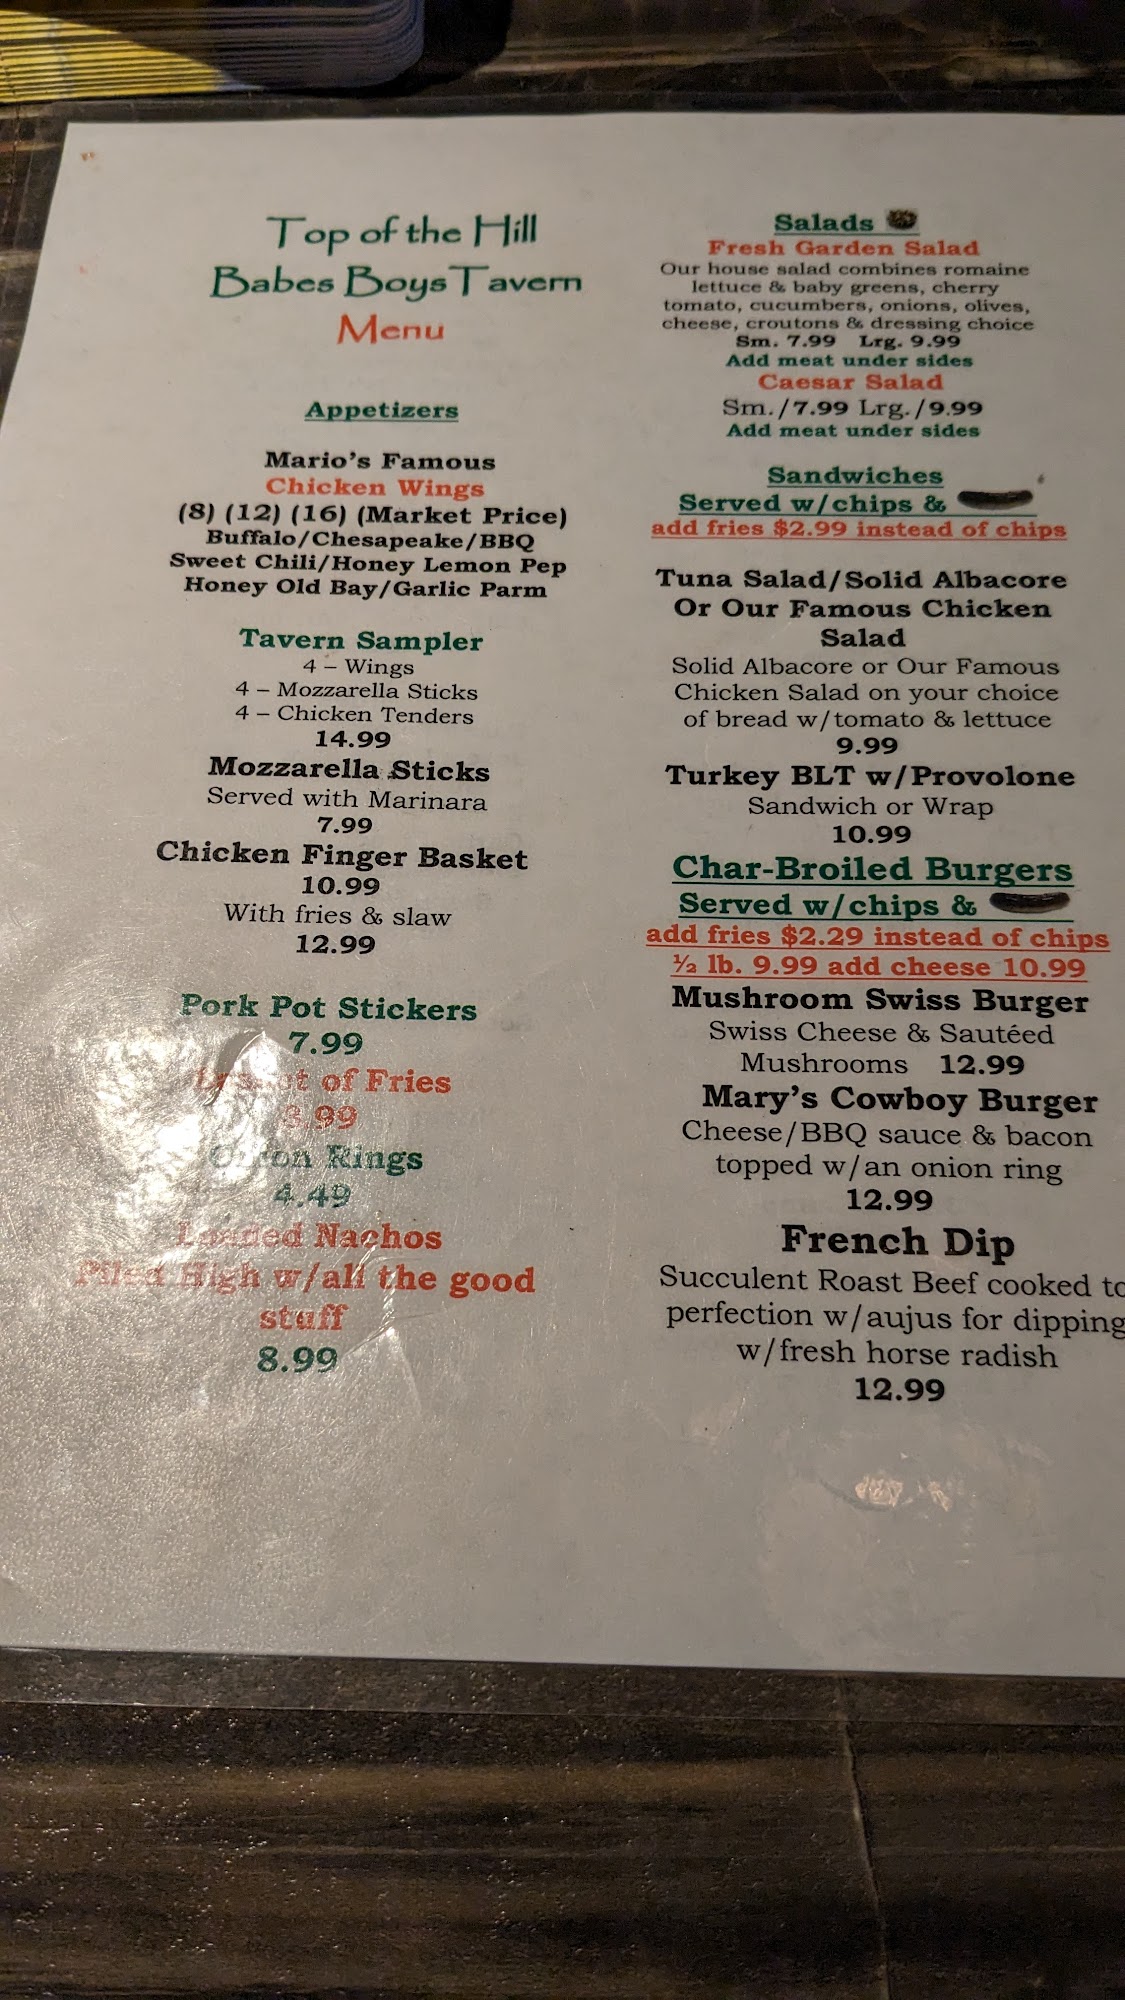 Top of the Hill
Babes Boys Tavern
Menu
Appetizers
Mario's Famous
Chicken Wings
(8) (12) (16) (Market Price)
Buffalo/Chesapeake/BBQ
Sweet Chili/Honey Lemon Pep
Honey Old Bay/Garlic Parm
Tavern Sampler
4 – Wings
4 – Mozzarella Sticks
4 – Chicken Tenders
14.99
Mozzarella Sticks
Served with Marinara
7.99
Chicken Finger Basket
10.99
With fries & slaw
12.99
Pork Pot Stickers
7.99
of Fries
Onion Rings
4.49
Loaded Nachos
Piled High w/all the good
stuff
8.99
Salads
Fresh Garden Salad
Our house salad combines romaine
lettuce & baby greens, cherry
tomato, cucumbers, onions, olives,
cheese, croutons & dressing choice
Sm. 7.99 Lrg. 9.99
Add meat under sides
Caesar Salad
Sm./7.99 Lrg./9.99
Add meat under sides
Sandwiches
Served w/chips &
add fries $2.99 instead of chips
Tuna Salad/Solid Albacore
Or Our Famous Chicken
Salad
Solid Albacore or Our Famous
Chicken Salad on your choice
of bread w/tomato & lettuce
9.99
Turkey BLT w/Provolone
Sandwich or Wrap
10.99
Char-Broiled Burgers
Served w/chips &
add fries $2.29 instead of chips
½ lb. 9.99 add cheese 10.99
Mushroom Swiss Burger
Swiss Cheese & Sautéed
Mushrooms 12.99
Mary's Cowboy Burger
Cheese/BBQ sauce & bacon
topped w/an onion ring
12.99
French Dip
Succulent Roast Beef cooked to
perfection w/aujus for dipping
w/fresh horse radish
12.99